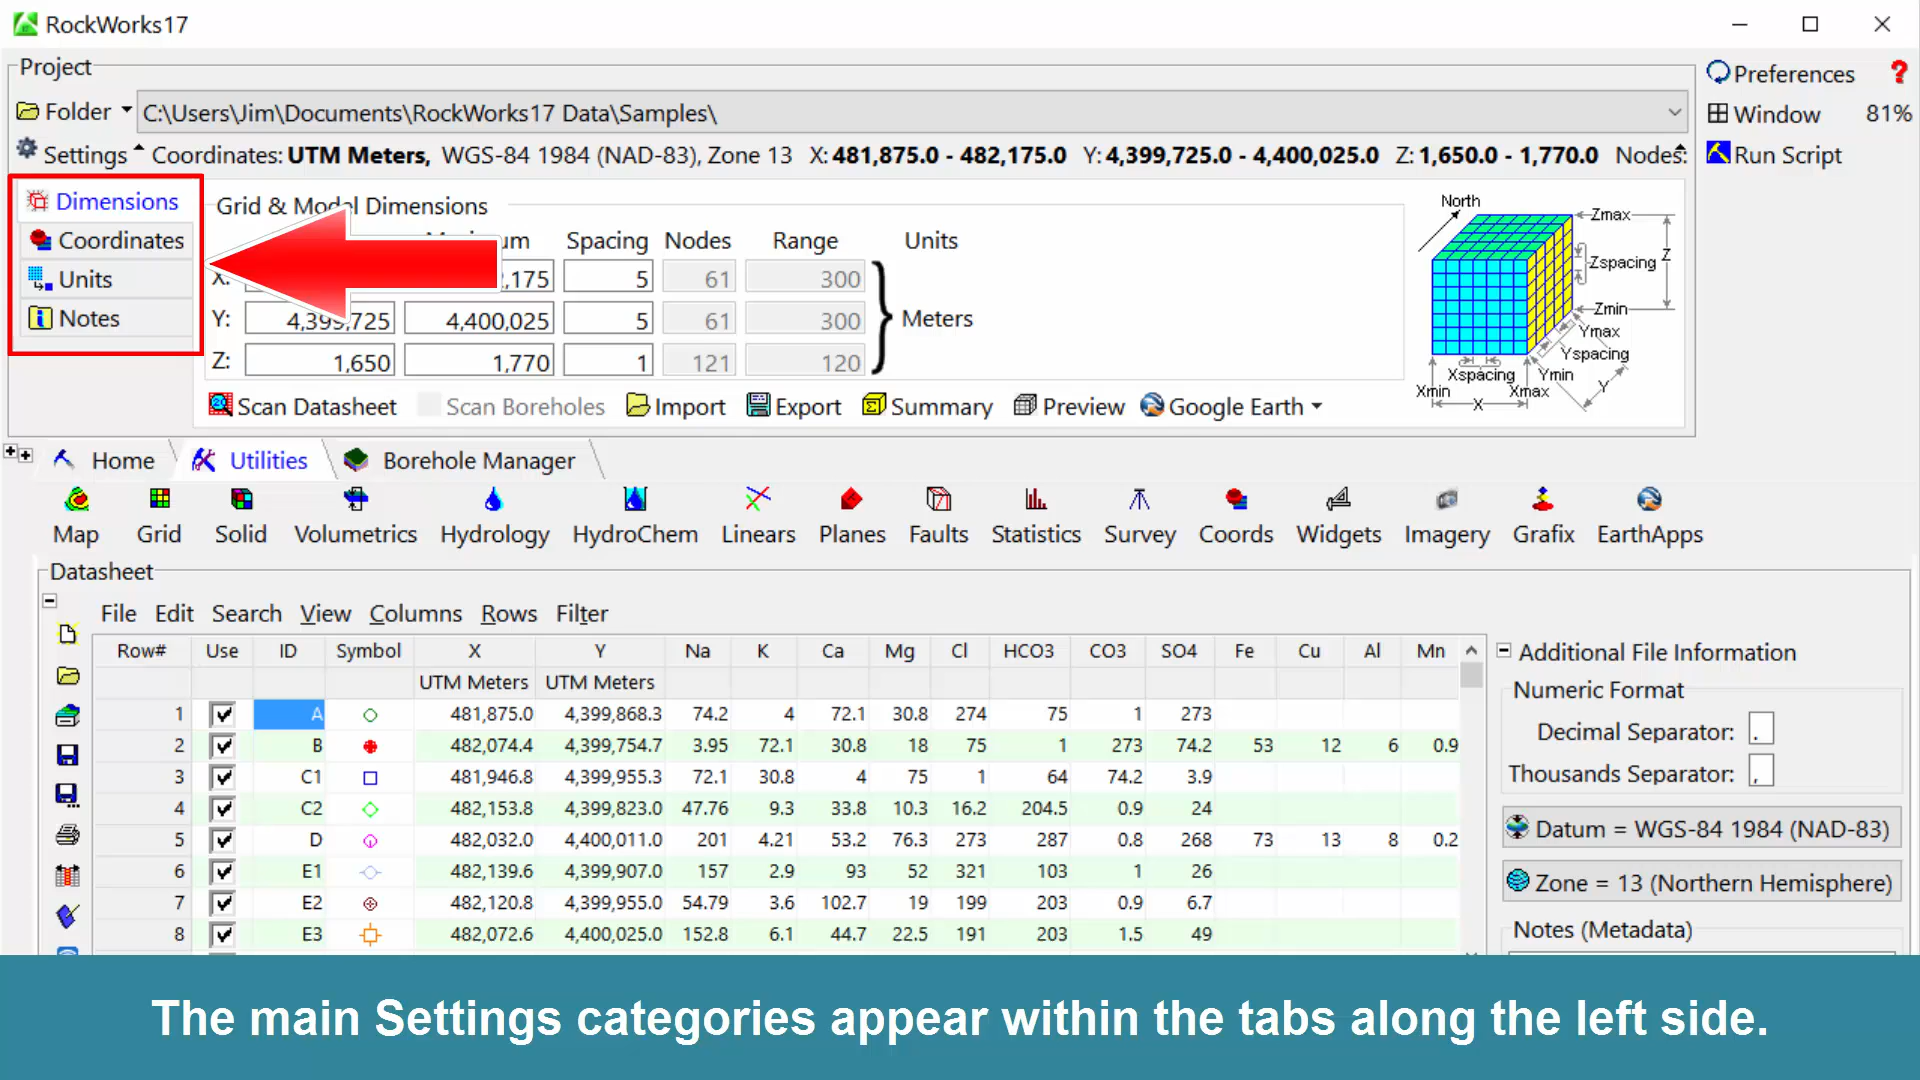 RockWorks17
Project
Folder C:\Users\Jim\Documents\RockWorks17 Data\Samples\
Settings Coordinates: UTM Meters, WGS-84 1984 (NAD-83), Zone 13 X: 481,875.0 - 482,175.0 Y: 4,399,725.0 - 4,400,025.0 Z: 1,650.0 - 1,770.0 Nodes:
Preferences ?
Window 81%
Run Script
Dimensions
Coordinates
Units
Notes
Grid & Model Dimensions
Spacing Nodes Range Units
X: ,175 5 61 300
Y: 4,399,725 4,400,025 5 61 300 Meters
Z: 1,650 1,770 1 121 120
North
Zmax
Z
Zspacing
Zmin
Ymax
Yspacing
Xspacing Ymin
Y
Xmin Xmax
X
Scan Datasheet Scan Boreholes Import Export Summary Preview Google Earth
Home Utilities Borehole Manager
Map Grid Solid Volumetrics Hydrology HydroChem Linears Planes Faults Statistics Survey Coords Widgets Imagery Grafix EarthApps
Datasheet
File Edit Search View Columns Rows Filter
Row# Use ID Symbol X Y Na K Ca Mg Cl HCO3 CO3 SO4 Fe Cu Al Mn
UTM Meters UTM Meters
1 A 481,875.0 4,399,868.3 74.2 4 72.1 30.8 274 75 1 273
2 B 482,074.4 4,399,754.7 3.95 72.1 30.8 18 75 1 273 74.2 53 12 6 0.9
3 C1 481,946.8 4,399,955.3 72.1 30.8 4 75 1 64 74.2 3.9
4 C2 482,153.8 4,399,823.0 47.76 9.3 33.8 10.3 16.2 204.5 0.9 24
5 D 482,032.0 4,400,011.0 201 4.21 53.2 76.3 273 287 0.8 268 73 13 8 0.2
6 E1 482,139.6 4,399,907.0 157 2.9 93 52 321 103 1 26
7 E2 482,120.8 4,399,955.0 54.79 3.6 102.7 19 199 203 0.9 6.7
8 E3 482,072.6 4,400,025.0 152.8 6.1 44.7 22.5 191 203 1.5 49
Additional File Information
Numeric Format
Decimal Separator: .
Thousands Separator: ,
Datum = WGS-84 1984 (NAD-83)
Zone = 13 (Northern Hemisphere)
Notes (Metadata)
The main Settings categories appear within the tabs along the left side.